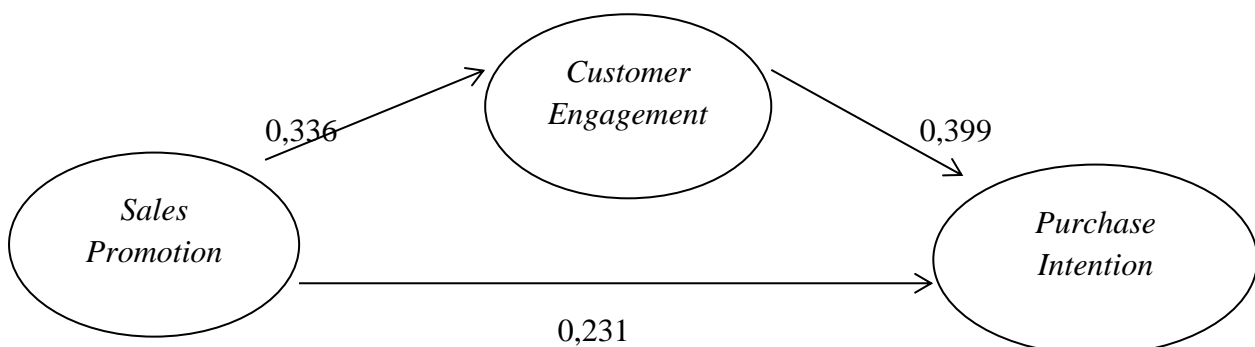 Customer
Engagement
0,336
0,399
Sales
Promotion
Purchase
Intention
0,231